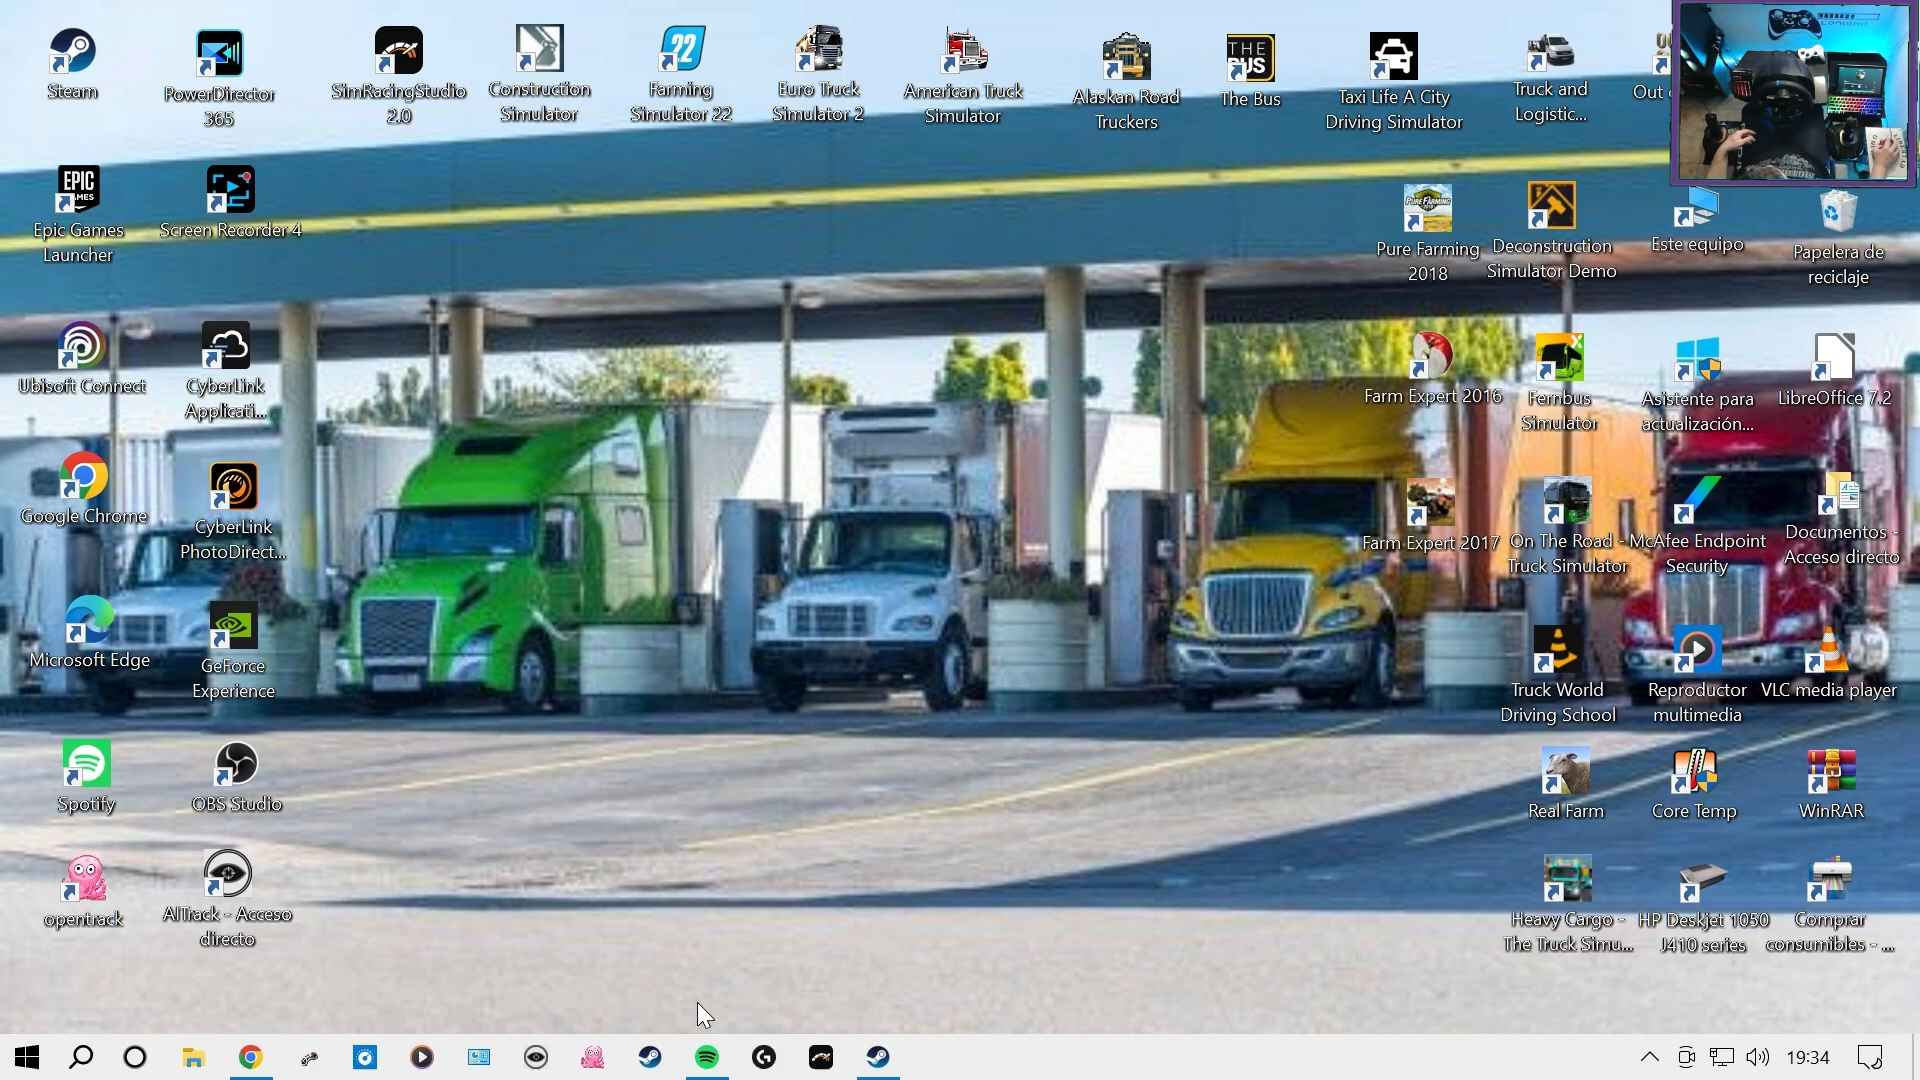 Steam
PowerDirector
365
SimRacingStudio
2.0
Construction
Simulator
22
Farming
Simulator 22
Euro Truck
Simulator 2
American Truck
Simulator
Alaskan Road
Truckers
THE
BUS
The Bus
Taxi Life A City
Driving Simulator
Truck and
Logistic...
Out
EPIC
Epic Games
Launcher
Screen Recorder 4
PURE FARMING
Pure Farming
2018
Deconstruction
Simulator Demo
Este equipo
Papelera de
reciclaje
Ubisoft Connect
CyberLink
Applicati...
Farm Expert 2016
Fernbus
Simulator
Asistente para
actualización...
LibreOffice 7.2
Google Chrome
CyberLink
PhotoDirect...
Farm Expert 2017
On The Road -
Truck Simulator
McAfee Endpoint
Security
Documentos -
Acceso directo
Microsoft Edge
GeForce
Experience
Truck World
Driving School
Reproductor
multimedia
VLC media player
Spotify
OBS Studio
Real Farm
Core Temp
WinRAR
opentrack
AITrack - Acceso
directo
Heavy Cargo -
The Truck Simu...
HP Deskjet 1050
J410 series
Comprar
consumibles - ...
19:34